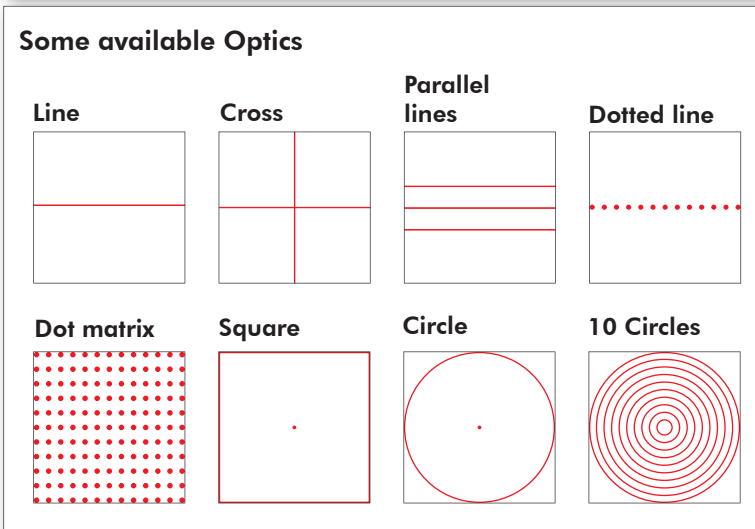 Some available Optics
Line
Cross
Parallel
lines
Dotted line
Dot matrix
Square
Circle
10 Circles